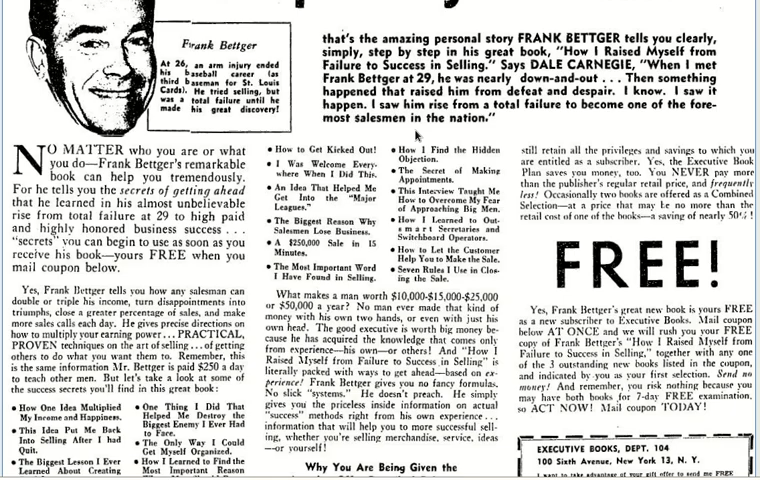 Frank Bettger
At 26, an arm injury ended
his baseball career (as
third baseman for St. Louis
Cards). He tried selling, but
was a total failure until he
made his great discovery!
that's the amazing personal story FRANK BETTGER tells you clearly,
simply, step by step in his great book, "How I Raised Myself from
Failure to Success in Selling." Says DALE CARNEGIE, "When I met
Frank Bettger at 29, he was nearly down-and-out . . . Then something
happened that raised him from defeat and despair. I know. I saw it
happen. I saw him rise from a total failure to become one of the fore-
most salesmen in the nation."
NO MATTER who you are or what
you do—Frank Bettger's remarkable
book can help you tremendously.
For he tells you the secrets of getting ahead
that he learned in his almost unbelievable
rise from total failure at 29 to high paid
and highly honored business success . . .
"secrets" you can begin to use as soon as you
receive his book—yours FREE when you
mail coupon below.
Yes, Frank Bettger tells you how any salesman can
double or triple his income, turn disappointments into
triumphs, close a greater percentage of sales, and make
more sales calls each day. He gives precise directions on
how to multiply your earning power . . . PRACTICAL,
PROVEN techniques on the art of selling . . . of getting
others to do what you want them to. Remember, this
is the same information Mr. Bettger is paid $250 a day
to teach other men. But let's take a look at some of
the success secrets you'll find in this great book:
• How One Idea Multiplied
My Income and Happiness.
• This Idea Put Me Back
Into Selling After I had
Quit.
• The Biggest Lesson I Ever
Learned About Creating
• One Thing I Did That
Helped Me Destroy the
Biggest Enemy I Ever Had
to Face.
• The Only Way I Could
Get Myself Organized.
• How I Learned to Find the
Most Important Reason
• How to Get Kicked Out!
• I Was Welcome Every-
where When I Did This.
• An Idea That Helped Me
Get Into the "Major
Leagues."
• The Biggest Reason Why
Salesmen Lose Business.
• A $250,000 Sale in 15
Minutes.
• The Most Important Word
I Have Found in Selling.
• How I Find the Hidden
Objection.
• The Secret of Making
Appointments.
• This Interview Taught Me
How to Overcome My Fear
of Approaching Big Men.
• How I Learned to Out-
smart Secretaries and
Switchboard Operators.
• How to Let the Customer
Help You to Make the Sale.
• Seven Rules I Use in Clos-
ing the Sale.
What makes a man worth $10,000-$15,000-$25,000
or $50,000 a year? No man ever made that kind of
money with his own two hands, or even with just his
own head. The good executive is worth big money be-
cause he has acquired the knowledge that comes only
from experience—his own—or others! And "How I
Raised Myself from Failure to Success in Selling" is
literally packed with ways to get ahead—based on ex-
perience! Frank Bettger gives you no fancy formulas.
No slick "systems." He doesn't preach. He simply
gives you the priceless inside information on actual
"success" methods right from his own experience . . .
information that will help you to more successful sell-
ing, whether you're selling merchandise, service, ideas
—or yourself!
Why You Are Being Given the
still retain all the privileges and savings to which you
are entitled as a subscriber. Yes, the Executive Book
Plan saves you money, too. You NEVER pay more
than the publisher's regular retail price, and frequently
less! Occasionally two books are offered as a Combined
Selection—at a price that may be no more than the
retail cost of one of the books—a saving of nearly 50%!
FREE!
Yes, Frank Bettger's great new book is yours FREE
as a new subscriber to Executive Books. Mail coupon
below AT ONCE and we will rush you your FREE
copy of Frank Bettger's "How I Raised Myself from
Failure to Success in Selling," together with any one
of the 3 outstanding new books listed in the coupon,
and indicated by you as your first selection. Send no
money! And remember, you risk nothing because you
may have both books for 7-day FREE examination,
so ACT NOW! Mail coupon TODAY!
EXECUTIVE BOOKS, DEPT. 104
100 Sixth Avenue, New York 13, N. Y.
I want to take advantage of your gift offer to send me FREE